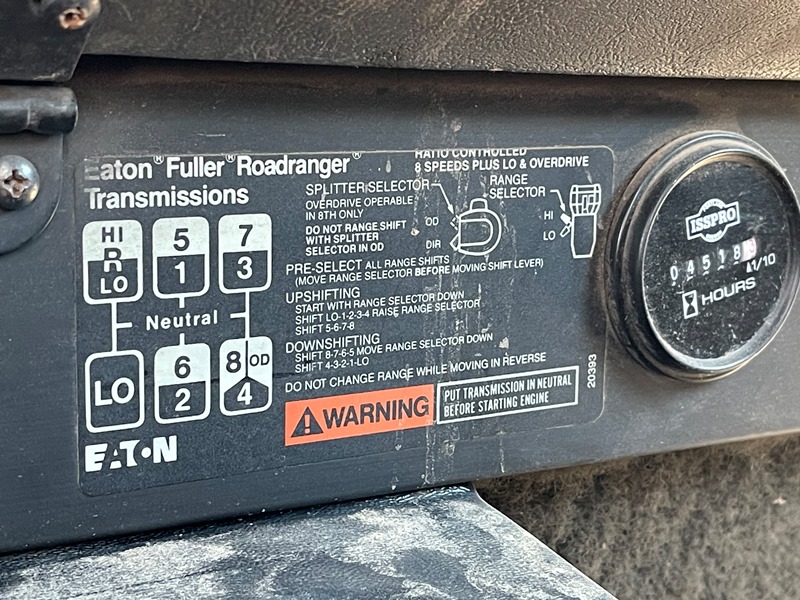 Eaton® Fuller® Roadranger®
Transmissions
RATIO CONTROLLED
8 SPEEDS PLUS LO & OVERDRIVE
SPLITTER SELECTOR
OVERDRIVE OPERABLE
IN 8TH ONLY
DO NOT RANGE SHIFT
WITH SPLITTER
SELECTOR IN OD
OD
DIR
RANGE
SELECTOR
HI
LO
HI
R
LO
5
1
7
3
Neutral
LO
6
2
8 OD
4
PRE-SELECT ALL RANGE SHIFTS
(MOVE RANGE SELECTOR BEFORE MOVING SHIFT LEVER)
UPSHIFTING
START WITH RANGE SELECTOR DOWN
SHIFT LO-1-2-3-4 RAISE RANGE SELECTOR
SHIFT 5-6-7-8
DOWNSHIFTING
SHIFT 8-7-6-5 MOVE RANGE SELECTOR DOWN
SHIFT 4-3-2-1-LO
DO NOT CHANGE RANGE WHILE MOVING IN REVERSE
WARNING
PUT TRANSMISSION IN NEUTRAL
BEFORE STARTING ENGINE
20393
EATON
ISSPRO
0 4 5 1 8
1/10
HOURS